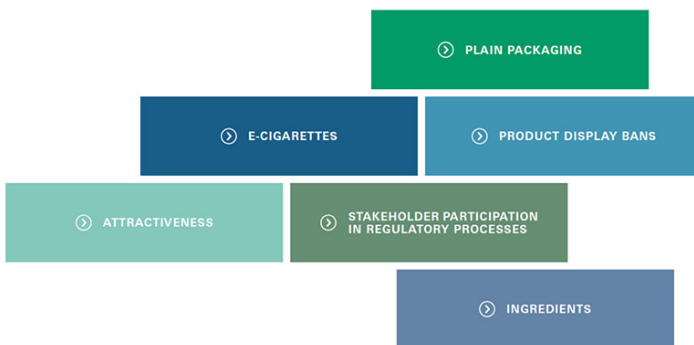 PLAIN PACKAGING
E-CIGARETTES
PRODUCT DISPLAY BANS
ATTRACTIVENESS
STAKEHOLDER PARTICIPATION
IN REGULATORY PROCESSES
INGREDIENTS